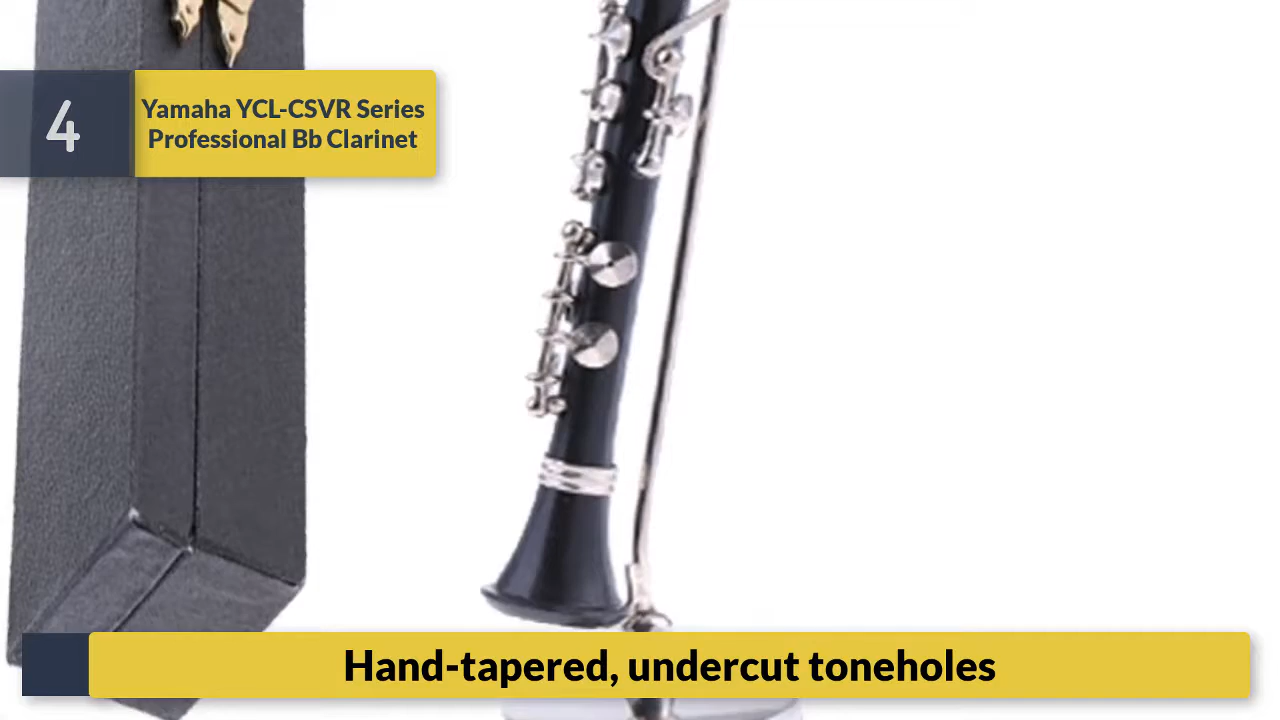 4
Yamaha YCL-CSVR Series
Professional Bb Clarinet
Hand-tapered, undercut toneholes